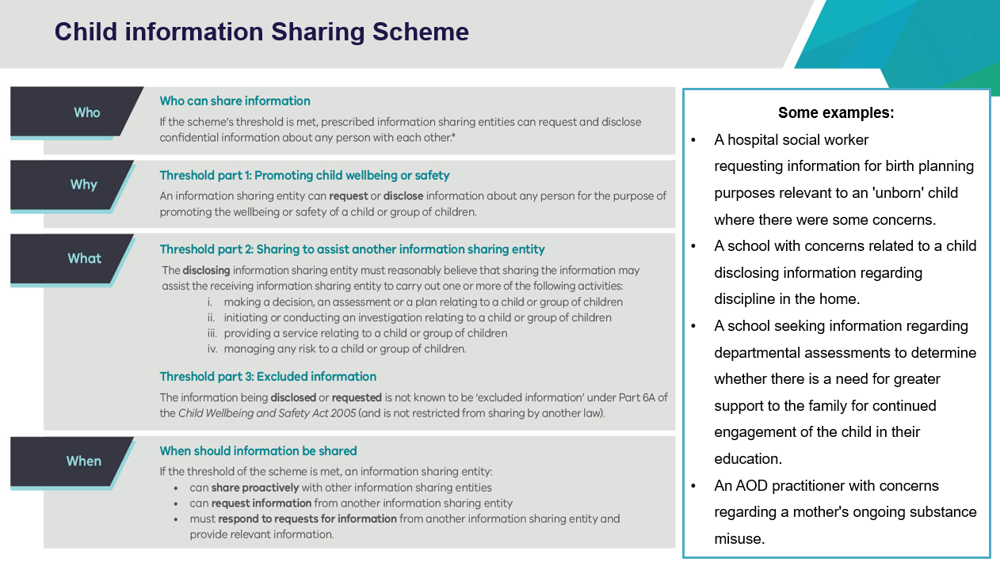 Child information Sharing Scheme
Who
Who can share information
If the scheme's threshold is met, prescribed information sharing entities can request and disclose
confidential information about any person with each other.*
Why
Threshold part 1: Promoting child wellbeing or safety
An information sharing entity can request or disclose information about any person for the purpose of
promoting the wellbeing or safety of a child or group of children.
What
Threshold part 2: Sharing to assist another information sharing entity
The disclosing information sharing entity must reasonably believe that sharing the information may
assist the receiving information sharing entity to carry out one or more of the following activities:
i. making a decision, an assessment or a plan relating to a child or group of children
ii. initiating or conducting an investigation relating to a child or group of children
iii. providing a service relating to a child or group of children
iv. managing any risk to a child or group of children.
Threshold part 3: Excluded information
The information being disclosed or requested is not known to be 'excluded information' under Part 6A of
the Child Wellbeing and Safety Act 2005 (and is not restricted from sharing by another law).
When
When should information be shared
If the threshold of the scheme is met, an information sharing entity:
• can share proactively with other information sharing entities
• can request information from another information sharing entity
• must respond to requests for information from another information sharing entity and
provide relevant information.
Some examples:
• A hospital social worker
requesting information for birth planning
purposes relevant to an 'unborn' child
where there were some concerns.
• A school with concerns related to a child
disclosing information regarding
discipline in the home.
• A school seeking information regarding
departmental assessments to determine
whether there is a need for greater
support to the family for continued
engagement of the child in their
education.
• An AOD practitioner with concerns
regarding a mother's ongoing substance
misuse.